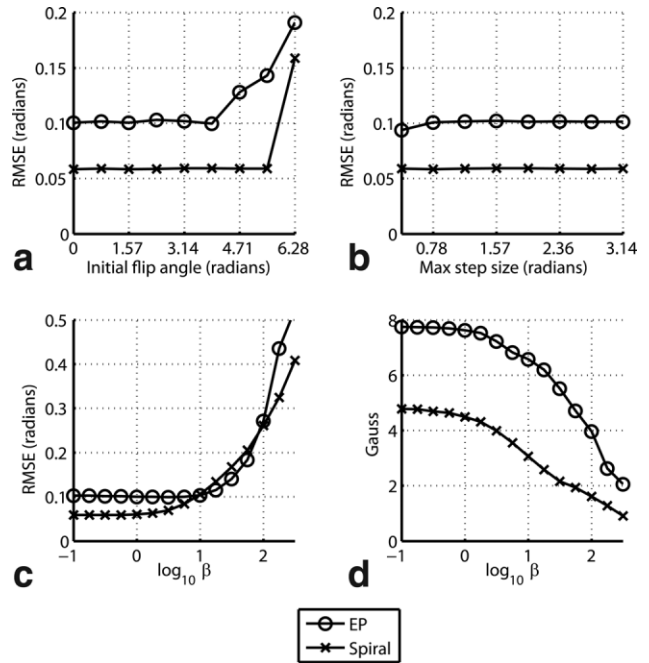 0.2
0.15
0.1
0.05
0
RMSE (radians)
0 1.57 3.14 4.71 6.28
Initial flip angle (radians)
a
0.2
0.15
0.1
0.05
0
RMSE (radians)
0.78 1.57 2.36 3.14
Max step size (radians)
b
0.5
0.4
0.3
0.2
0.1
0
RMSE (radians)
−1 0 1 2
log10 β
c
8
6
4
2
0
Gauss
−1 0 1 2
log10 β
d
EP
Spiral